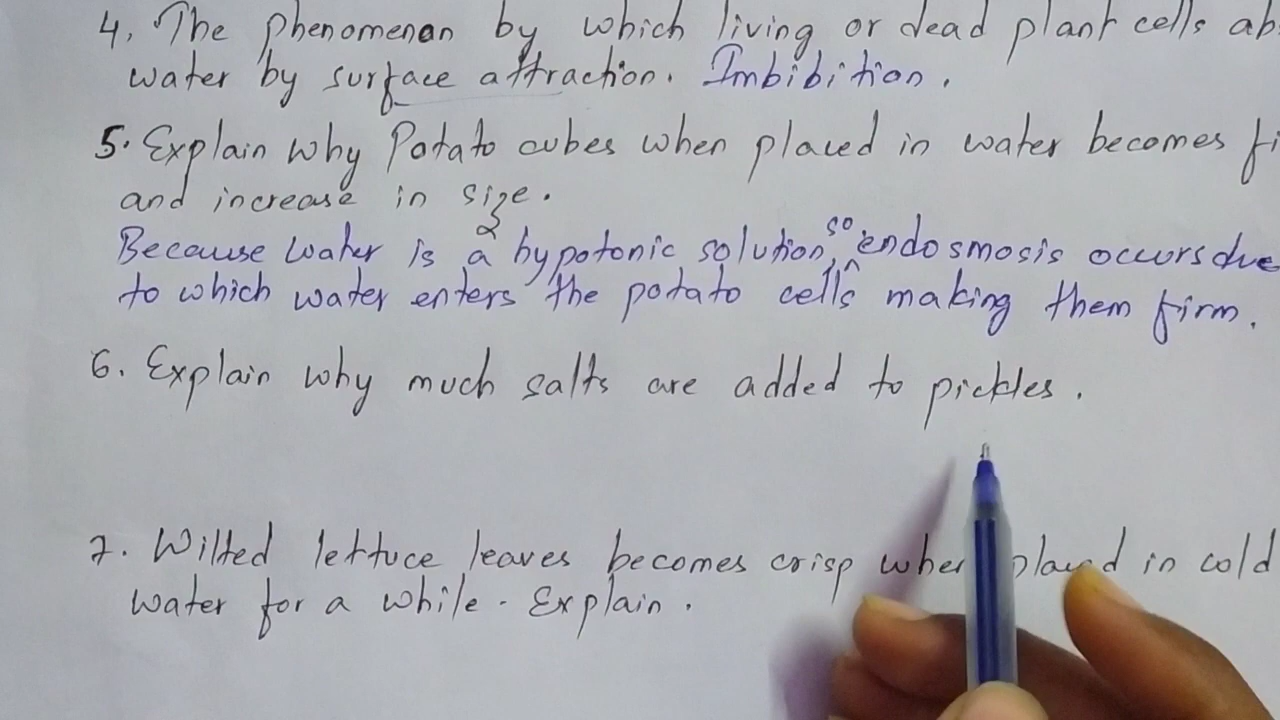 4. The phenomenon by which living or dead plant cells ab
water by surface attraction. Imbibition.
5. Explain why Potato cubes when placed in water becomes fi
and increase in size.
Because water is a hypotonic solution, so endosmosis occurs due
to which water enters the potato cells making them firm.
6. Explain why much salts are added to pickles.
7. Wilted lettuce leaves becomes crisp when placed in cold
water for a while. Explain.